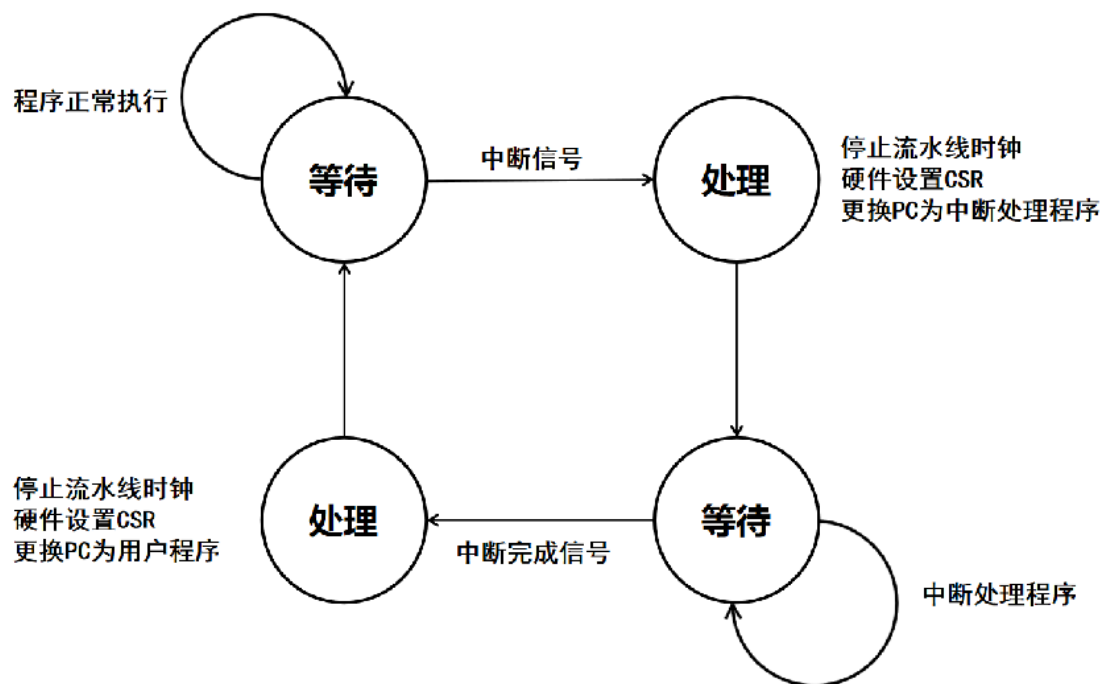 程序正常执行
等待
中断信号
处理
停止流水线时钟
硬件设置CSR
更换PC为中断处理程序
停止流水线时钟
硬件设置CSR
更换PC为用户程序
处理
中断完成信号
等待
中断处理程序